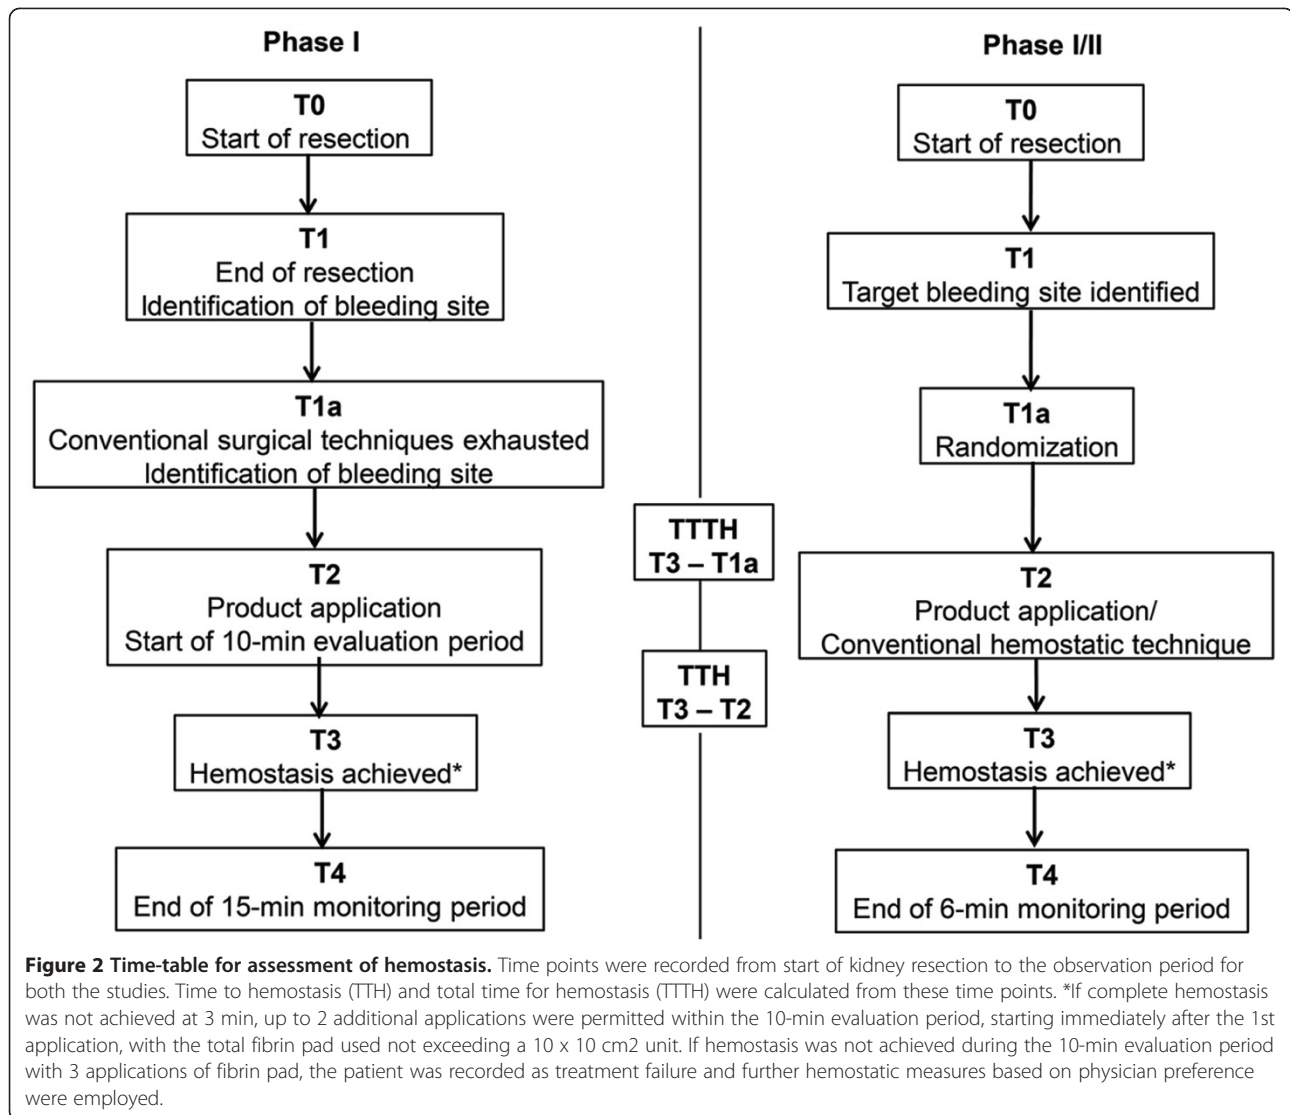 Phase I
T0
Start of resection
T1
End of resection
Identification of bleeding site
T1a
Conventional surgical techniques exhausted
Identification of bleeding site
T2
Product application
Start of 10-min evaluation period
T3
Hemostasis achieved*
T4
End of 15-min monitoring period
TTTH
T3 – T1a
TTH
T3 – T2
Phase I/II
T0
Start of resection
T1
Target bleeding site identified
T1a
Randomization
T2
Product application/
Conventional hemostatic technique
T3
Hemostasis achieved*
T4
End of 6-min monitoring period
Figure 2 Time-table for assessment of hemostasis. Time points were recorded from start of kidney resection to the observation period for
both the studies. Time to hemostasis (TTH) and total time for hemostasis (TTTH) were calculated from these time points. *If complete hemostasis
was not achieved at 3 min, up to 2 additional applications were permitted within the 10-min evaluation period, starting immediately after the 1st
application, with the total fibrin pad used not exceeding a 10 x 10 cm2 unit. If hemostasis was not achieved during the 10-min evaluation period
with 3 applications of fibrin pad, the patient was recorded as treatment failure and further hemostatic measures based on physician preference
were employed.